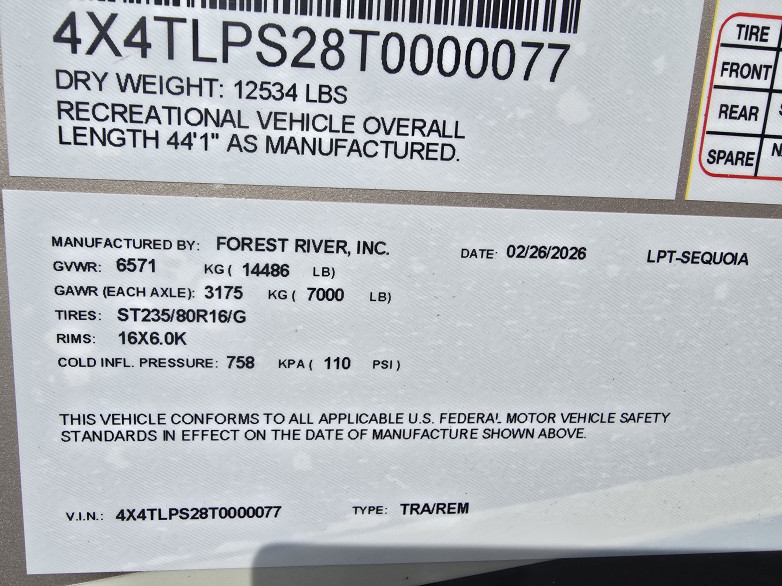 4X4TLPS28T0000077
DRY WEIGHT: 12534 LBS
RECREATIONAL VEHICLE OVERALL
LENGTH 44'1" AS MANUFACTURED.
TIRE
FRONT
REAR
SPARE
MANUFACTURED BY: FOREST RIVER, INC. DATE: 02/26/2026 LPT-SEQUOIA
GVWR: 6571 KG ( 14486 LB)
GAWR (EACH AXLE): 3175 KG ( 7000 LB)
TIRES: ST235/80R16/G
RIMS: 16X6.0K
COLD INFL. PRESSURE: 758 KPA ( 110 PSI )
THIS VEHICLE CONFORMS TO ALL APPLICABLE U.S. FEDERAL MOTOR VEHICLE SAFETY
STANDARDS IN EFFECT ON THE DATE OF MANUFACTURE SHOWN ABOVE.
V.I.N.: 4X4TLPS28T0000077 TYPE: TRA/REM